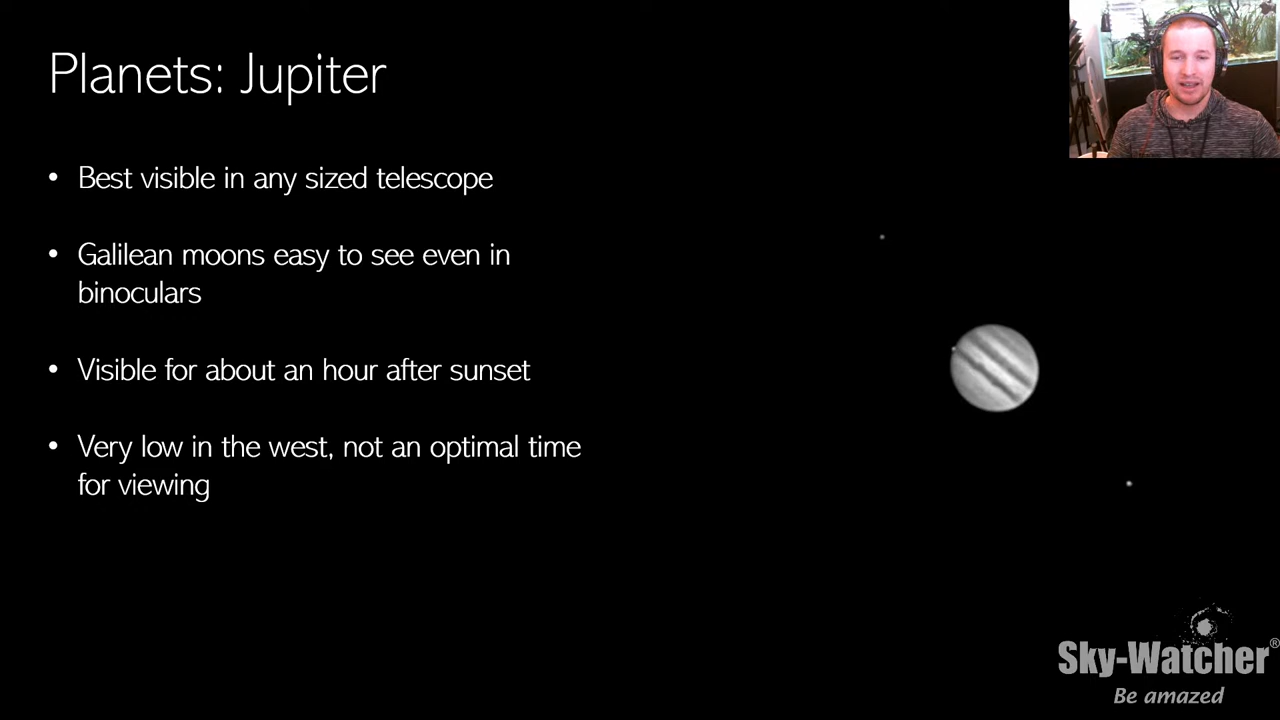 Planets: Jupiter
• Best visible in any sized telescope
• Galilean moons easy to see even in
binoculars
• Visible for about an hour after sunset
• Very low in the west, not an optimal time
for viewing
Sky-Watcher®
Be amazed